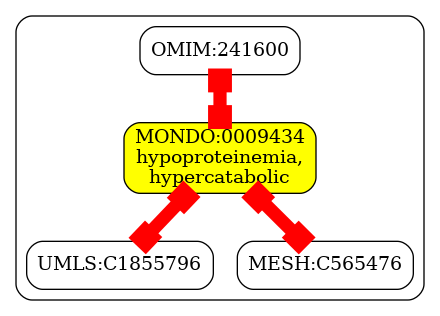 OMIM:241600
MONDO:0009434
hypoproteinemia,
hypercatabolic
UMLS:C1855796
MESH:C565476